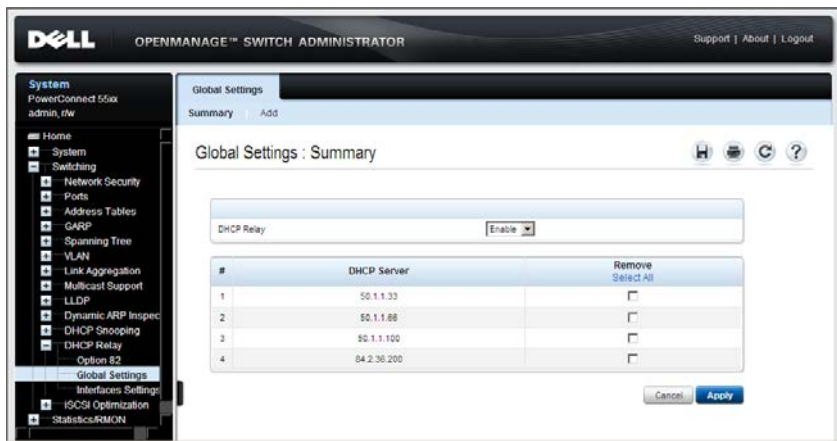 DELL
OPENMANAGE™ SWITCH ADMINISTRATOR
Support | About | Logout
System
PowerConnect 55xx
admin, r/w
Home
System
Switching
Network Security
Ports
Address Tables
GARP
Spanning Tree
VLAN
Link Aggregation
Multicast Support
LLDP
Dynamic ARP Inspec
DHCP Snooping
DHCP Relay
Option 82
Global Settings
Interfaces Settings
iSCSI Optimization
Statistics/RMON
Global Settings
Summary Add
Global Settings : Summary
DHCP Relay Enable
# DHCP Server Remove
Select All
1 50.1.1.33
2 50.1.1.66
3 50.1.1.100
4 84.2.36.200
Cancel Apply